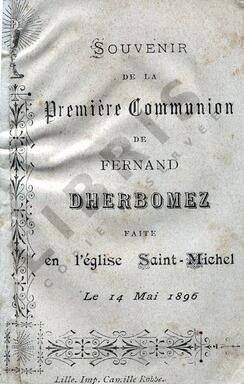 SOUVENIR
DE LA
Première Communion
DE
FERNAND
DHERBOMEZ
FAITE
en l'église Saint-Michel
Le 14 Mai 1896
Lille. Imp. Camille Robbe.